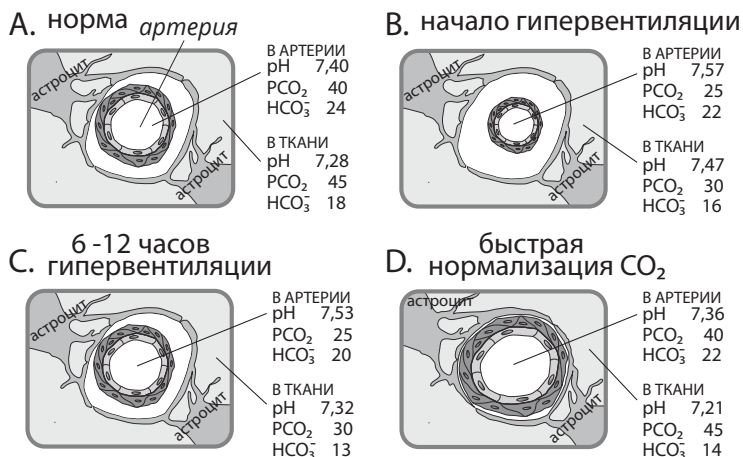 A. норма
артерия
астроцит
астроцит
В АРТЕРИИ
pH 7,40
PCO₂ 40
HCO₃⁻ 24
В ТКАНИ
pH 7,28
PCO₂ 45
HCO₃⁻ 18
B. начало гипервентиляции
астроцит
астроцит
В АРТЕРИИ
pH 7,57
PCO₂ 25
HCO₃⁻ 22
В ТКАНИ
pH 7,47
PCO₂ 30
HCO₃⁻ 16
6 -12 часов
C. гипервентиляции
астроцит
астроцит
В АРТЕРИИ
pH 7,53
PCO₂ 25
HCO₃⁻ 20
В ТКАНИ
pH 7,32
PCO₂ 30
HCO₃⁻ 13
быстрая
D. нормализация CO₂
астроцит
астроцит
В АРТЕРИИ
pH 7,36
PCO₂ 40
HCO₃⁻ 22
В ТКАНИ
pH 7,21
PCO₂ 45
HCO₃⁻ 14